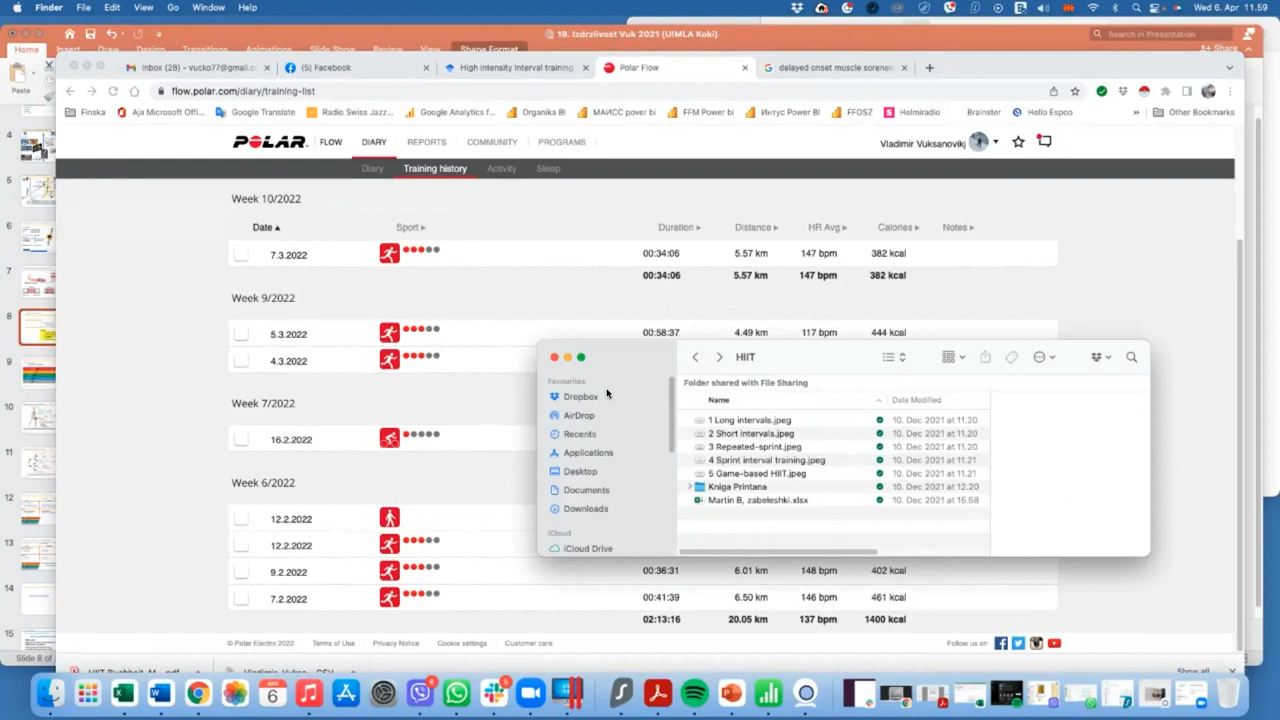 Finder File Edit View Go Window Help Wed 6. Apr 11.59
19. Izdrzlivost Vuk 2021 (UIMLA Koki) Search in Presentation
Home Insert Draw Design Transitions Animations Slide Show Review View Shape Format Share
Paste
Inbox (28) - vucko77@gmail.c (5) Facebook High intensity interval training Polar Flow delayed onset muscle sorenes
flow.polar.com/diary/training-list
Finska Aja Microsoft Offi... Google Translate Radio Swiss Jazz... Google Analytics f... Organika BI МАИСС power bi FFM Power bi Интус Power BI FFOSZ Helmiradio Brainster Hello Espoo » Other Bookmarks
POLAR. FLOW DIARY REPORTS COMMUNITY PROGRAMS Vladimir Vuksanovikj
Diary Training history Activity Sleep
Week 10/2022
Date Sport Duration Distance HR Avg Calories Notes
7.3.2022 00:34:06 5.57 km 147 bpm 382 kcal
00:34:06 5.57 km 147 bpm 382 kcal
Week 9/2022
5.3.2022 00:58:37 4.49 km 117 bpm 444 kcal
4.3.2022
Week 7/2022
16.2.2022
Week 6/2022
12.2.2022
12.2.2022
9.2.2022 00:36:31 6.01 km 148 bpm 402 kcal
7.2.2022 00:41:39 6.50 km 146 bpm 461 kcal
02:13:16 20.05 km 137 bpm 1400 kcal
HIIT
Folder shared with File Sharing
Name Date Modified
1 Long intervals.jpeg 10. Dec 2021 at 11.20
2 Short intervals.jpeg 10. Dec 2021 at 11.20
3 Repeated-sprint.jpeg 10. Dec 2021 at 11.20
4 Sprint interval training.jpeg 10. Dec 2021 at 11.21
5 Game-based HIIT.jpeg 10. Dec 2021 at 11.21
Kniga Printana 10. Dec 2021 at 12.20
Martin B, zabeleshki.xlsx 10. Dec 2021 at 15.58
Favourites
Dropbox
AirDrop
Recents
Applications
Desktop
Documents
Downloads
iCloud
iCloud Drive
© Polar Electro 2022 Terms of Use Privacy Notice Cookie settings Customer care Follow us on
Show all
4
5
6
7
8
9
10
11
12
13
14
15
Slide 8 of
6